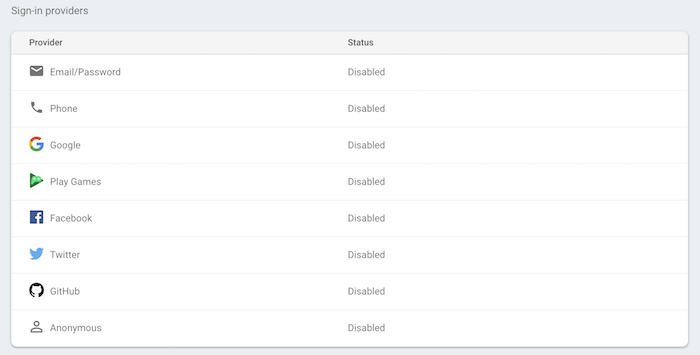 Sign-in providers
Provider Status
Email/Password Disabled
Phone Disabled
Google Disabled
Play Games Disabled
Facebook Disabled
Twitter Disabled
GitHub Disabled
Anonymous Disabled